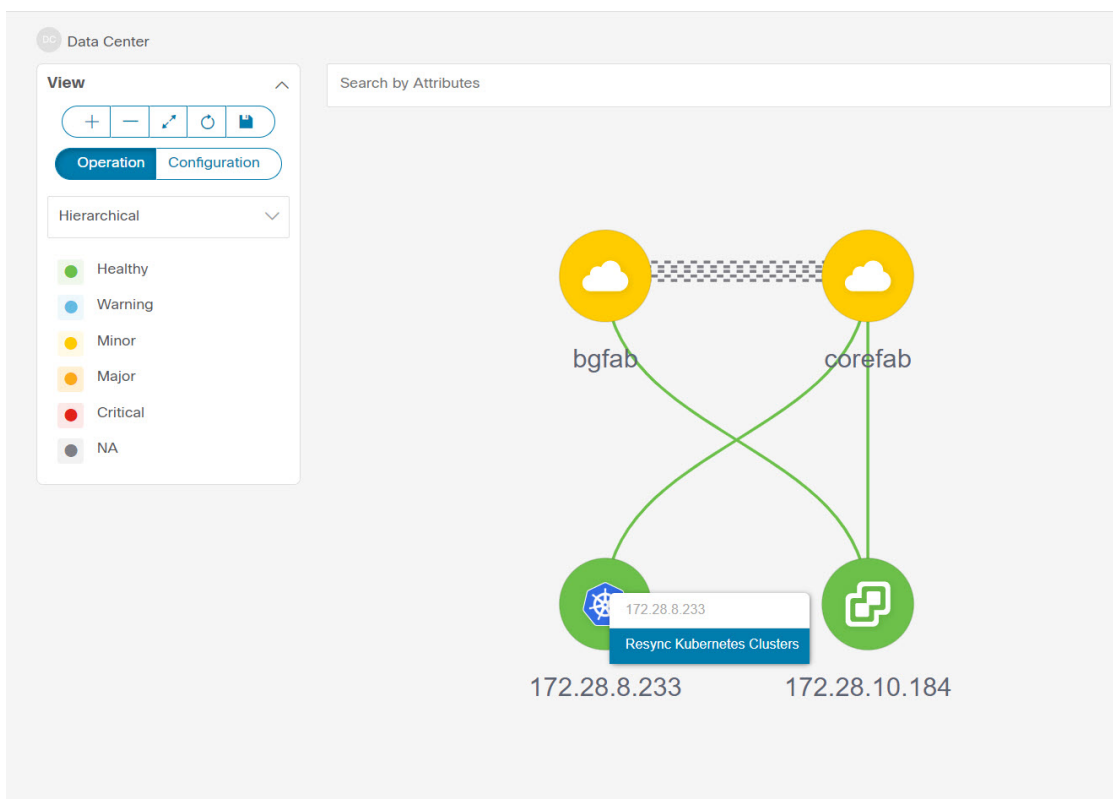 DC Data Center
View
Search by Attributes
Operation Configuration
Hierarchical
Healthy
Warning
Minor
Major
Critical
NA
bgfab
corefab
172.28.8.233
Resync Kubernetes Clusters
172.28.8.233
172.28.10.184